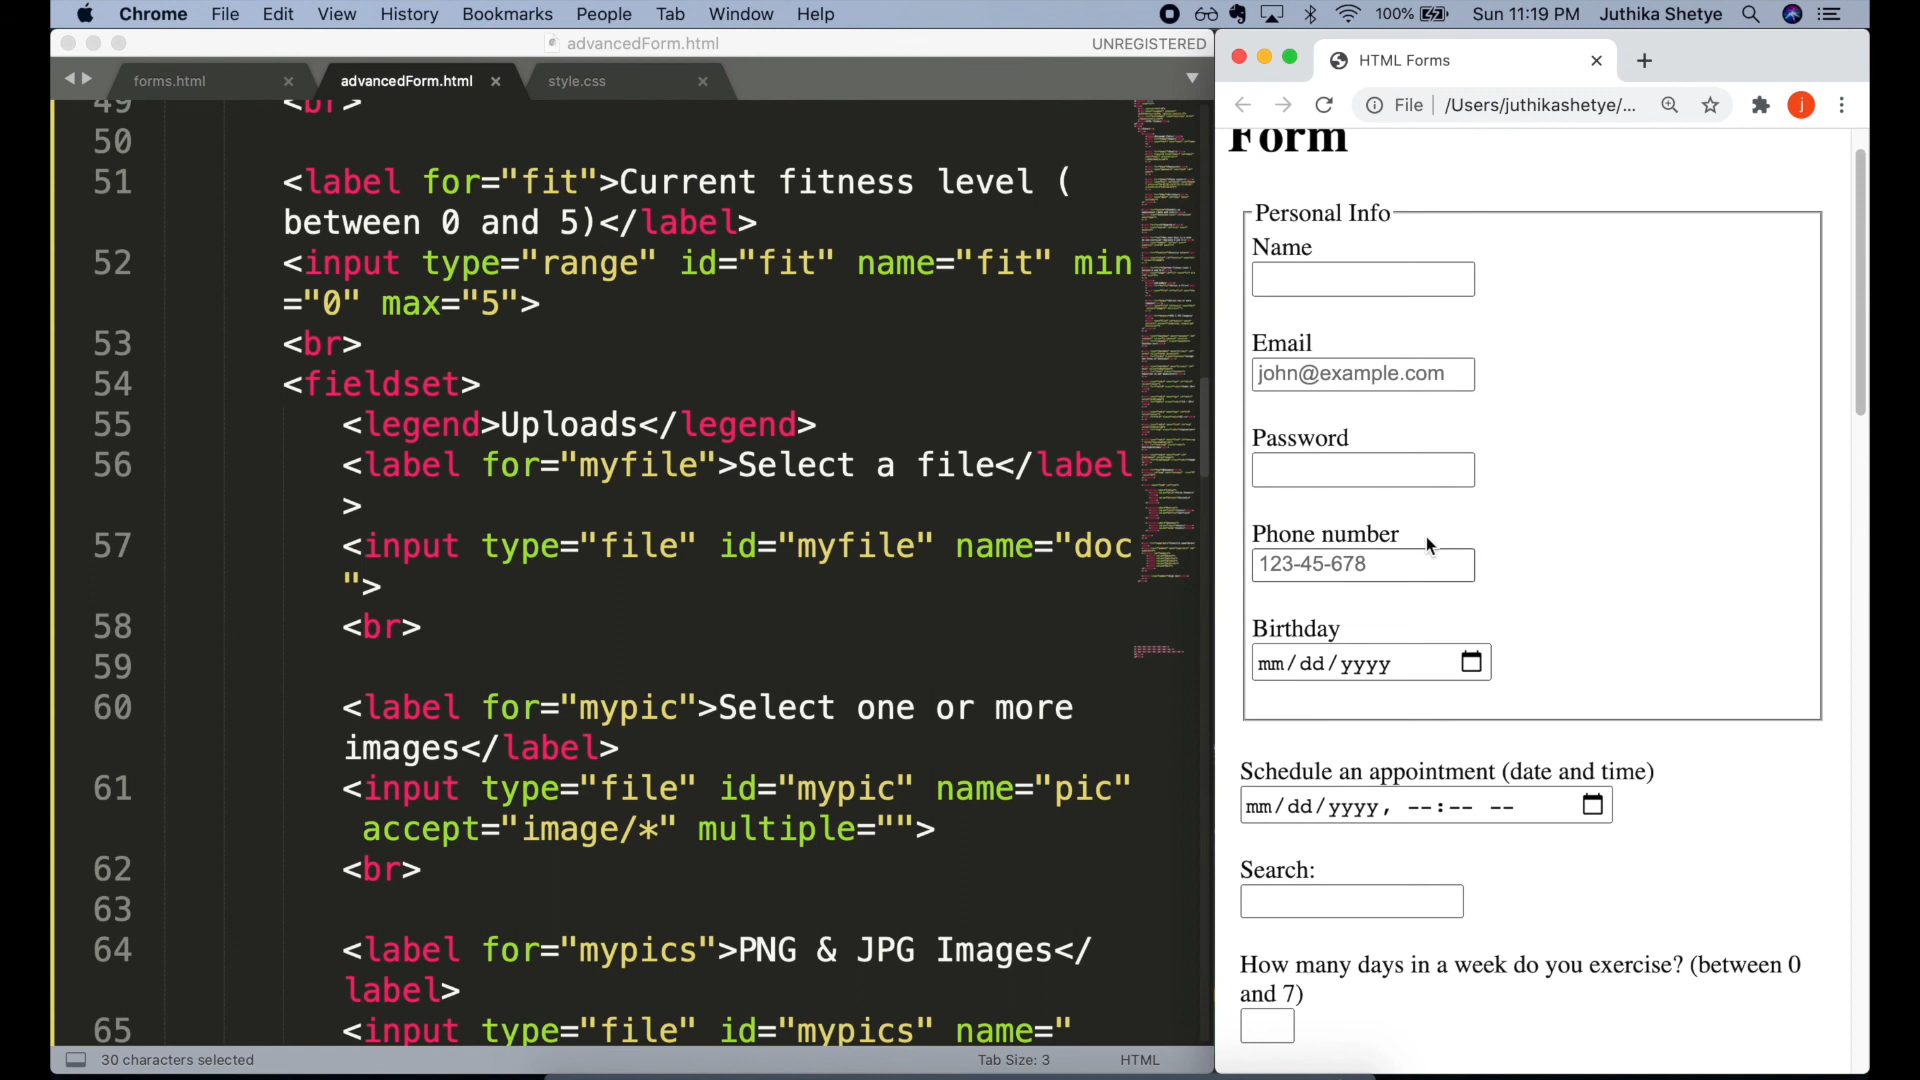 Chrome File Edit View History Bookmarks People Tab Window Help 100% Sun 11:19 PM Juthika Shetye
advancedForm.html UNREGISTERED
forms.html advancedForm.html style.css
49 <br>
50
51 <label for="fit">Current fitness level (
between 0 and 5)</label>
52 <input type="range" id="fit" name="fit" min
="0" max="5">
53 <br>
54 <fieldset>
55 <legend>Uploads</legend>
56 <label for="myfile">Select a file</label
>
57 <input type="file" id="myfile" name="doc
">
58 <br>
59
60 <label for="mypic">Select one or more
images</label>
61 <input type="file" id="mypic" name="pic"
accept="image/*" multiple="">
62 <br>
63
64 <label for="mypics">PNG & JPG Images</
label>
65 <input type="file" id="mypics" name="
30 characters selected Tab Size: 3 HTML
HTML Forms
File /Users/juthikashetye/... j
Form
Personal Info
Name
Email
john@example.com
Password
Phone number
123-45-678
Birthday
mm/dd/yyyy
Schedule an appointment (date and time)
mm/dd/yyyy, --:-- --
Search:
How many days in a week do you exercise? (between 0
and 7)